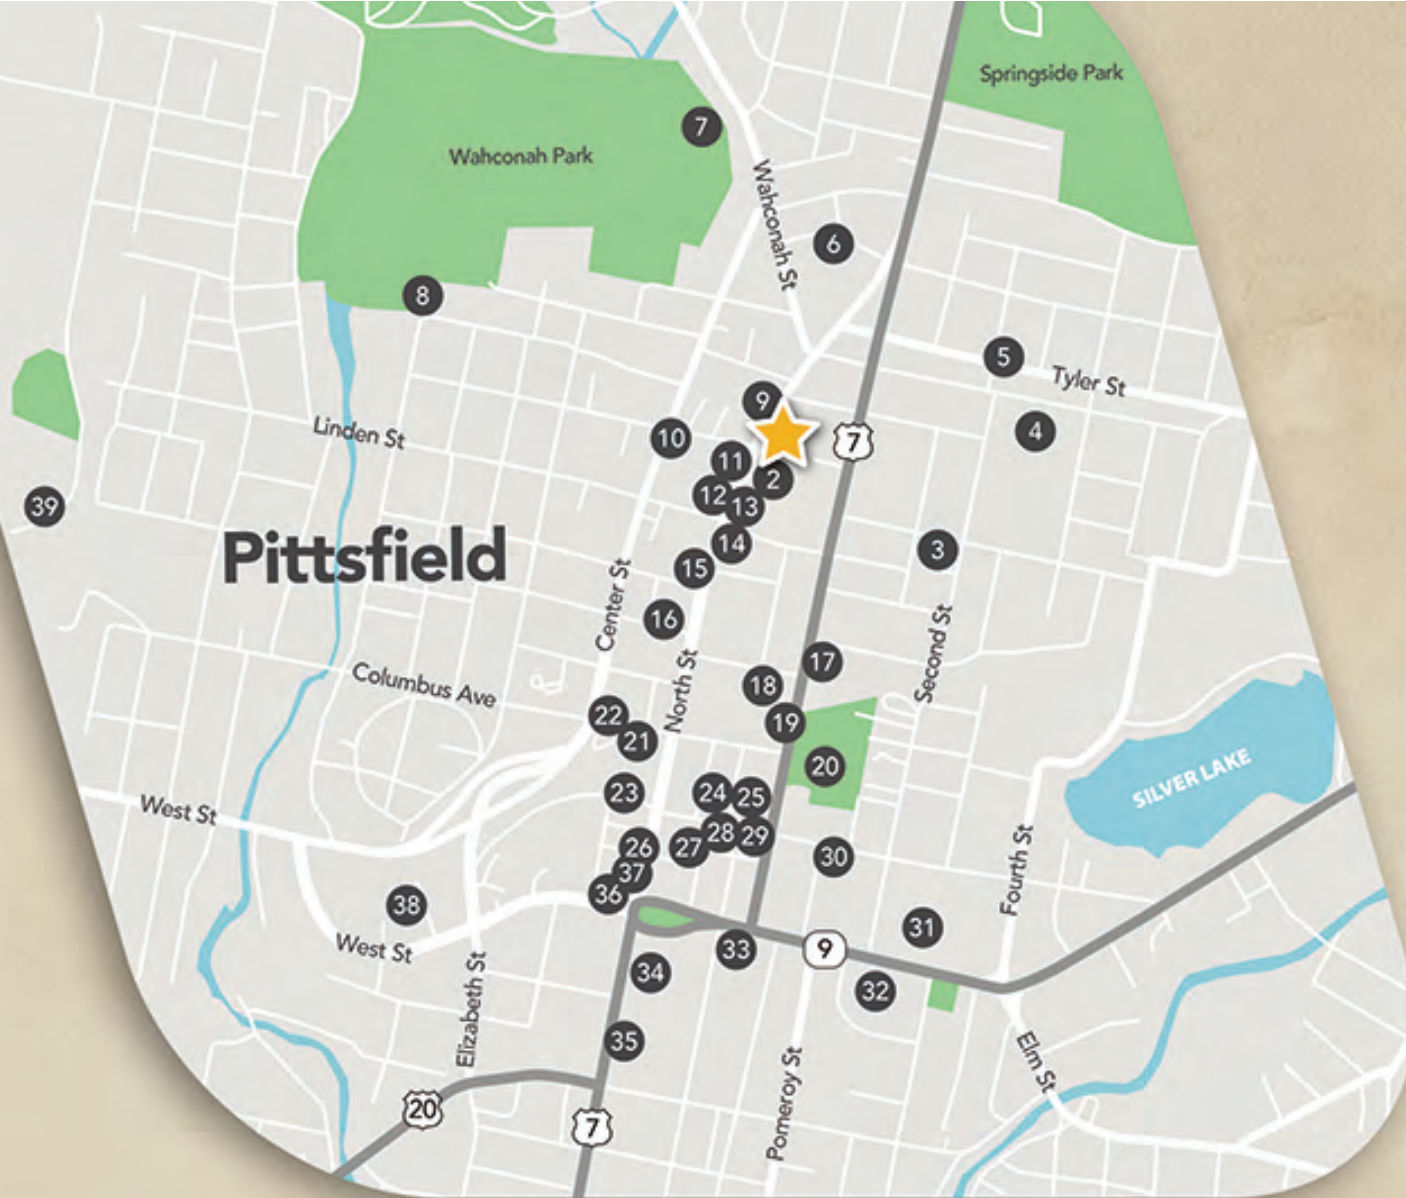 Springside Park
7
Wahconah Park
Wahconah St
6
8
5
Tyler St
9
4
Linden St
10
7
11
2
12
13
39
14
3
Pittsfield
15
Center St
16
Second St
17
Columbus Ave
North St
18
22
19
21
20
SILVER LAKE
West St
23
24
25
28
29
26
27
30
37
36
Fourth St
38
31
West St
33
9
34
32
Elizabeth St
35
Elm St
20
7
Pomeroy St